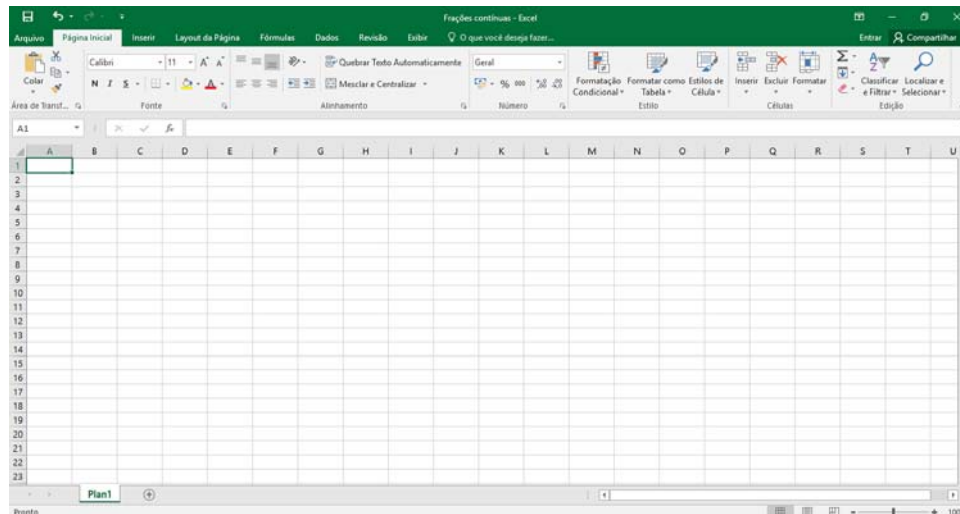 Frações contínuas - Excel
Arquivo Página Inicial Inserir Layout da Página Fórmulas Dados Revisão Exibir O que você deseja fazer... Entrar Compartilhar
Calibri 11 Quebrar Texto Automaticamente Geral
Colar N I S Mesclar e Centralizar % 000 Formatação Condicional Formatar como Tabela Estilos de Célula Inserir Excluir Formatar Classificar e Filtrar Localizar e Selecionar
Área de Transf... Fonte Alinhamento Número Estilo Células Edição
A1 fx
A B C D E F G H I J K L M N O P Q R S T U
1
2
3
4
5
6
7
8
9
10
11
12
13
14
15
16
17
18
19
20
21
22
23
Plan1
Pronto 100